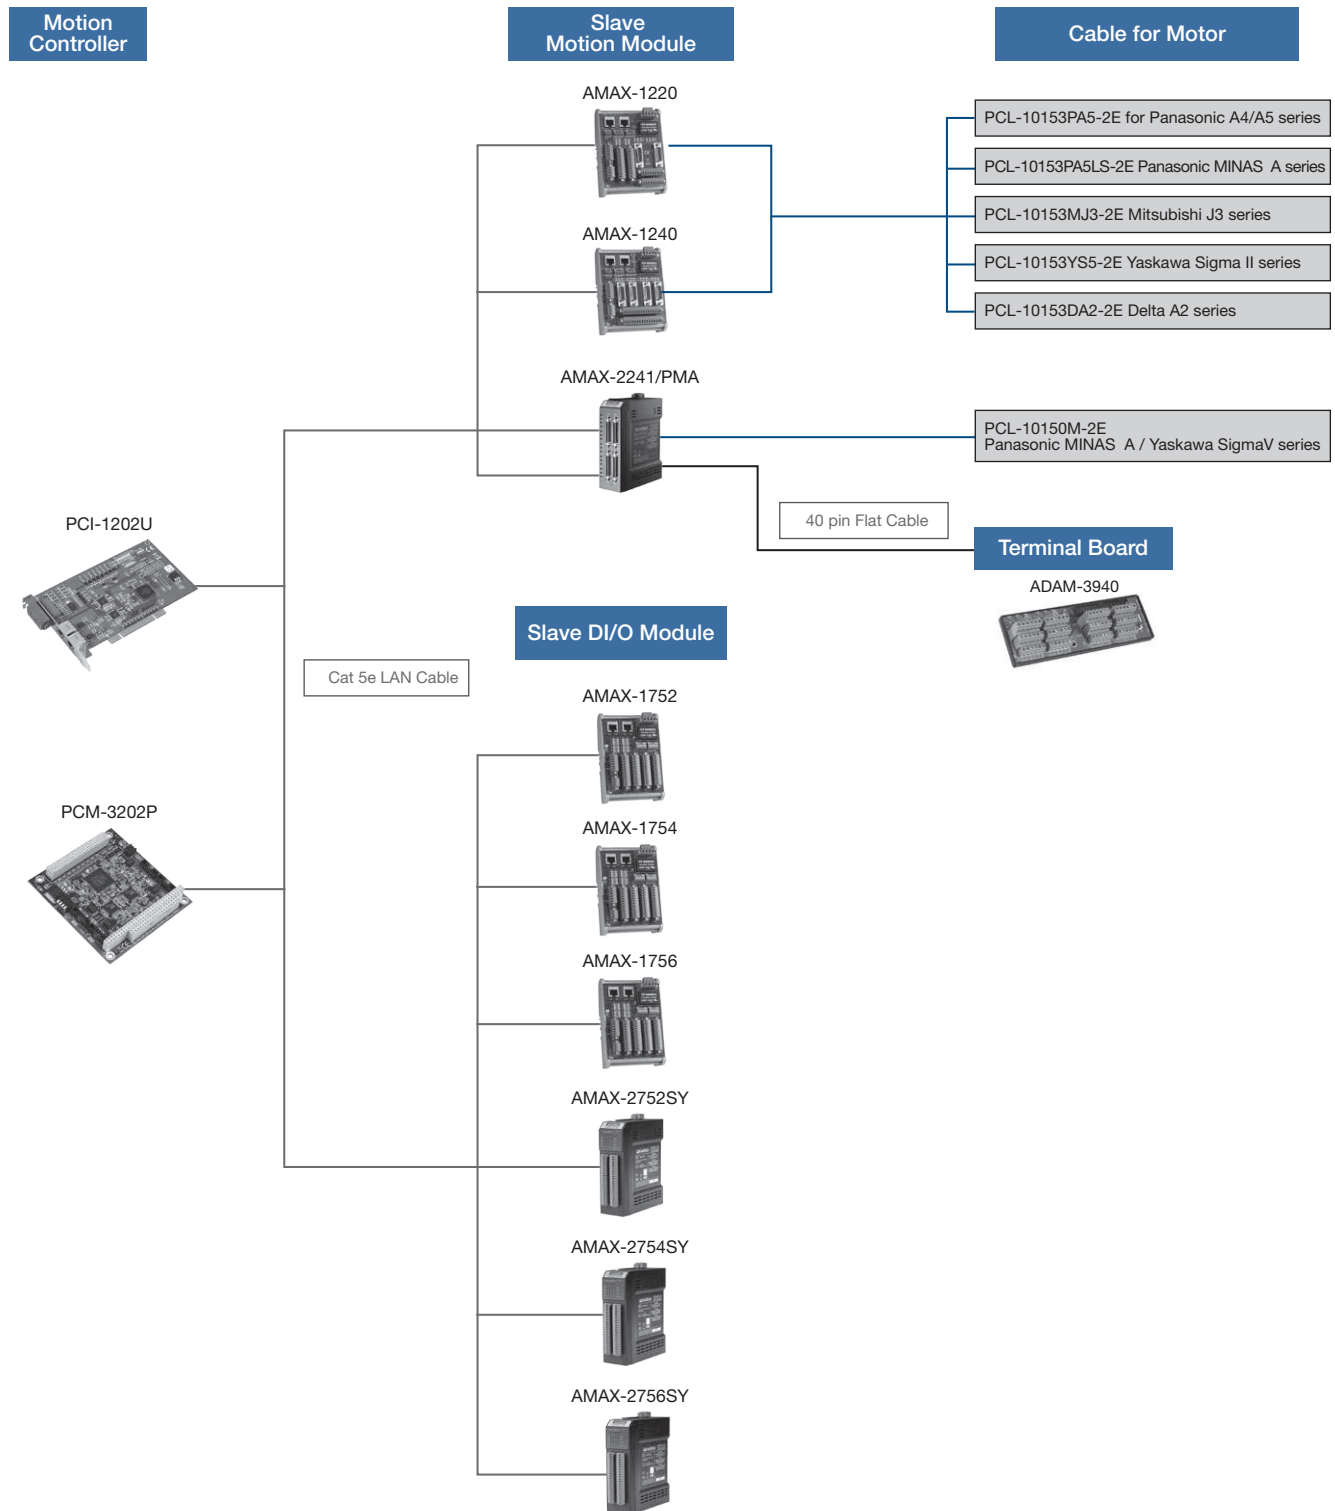 Motion
Controller
Slave
Motion Module
Cable for Motor
AMAX-1220
PCL-10153PA5-2E for Panasonic A4/A5 series
PCL-10153PA5LS-2E Panasonic MINAS A series
PCL-10153MJ3-2E Mitsubishi J3 series
AMAX-1240
PCL-10153YS5-2E Yaskawa Sigma II series
PCL-10153DA2-2E Delta A2 series
AMAX-2241/PMA
PCL-10150M-2E
Panasonic MINAS A / Yaskawa SigmaV series
40 pin Flat Cable
PCI-1202U
Terminal Board
ADAM-3940
Slave DI/O Module
Cat 5e LAN Cable
AMAX-1752
PCM-3202P
AMAX-1754
AMAX-1756
AMAX-2752SY
AMAX-2754SY
AMAX-2756SY